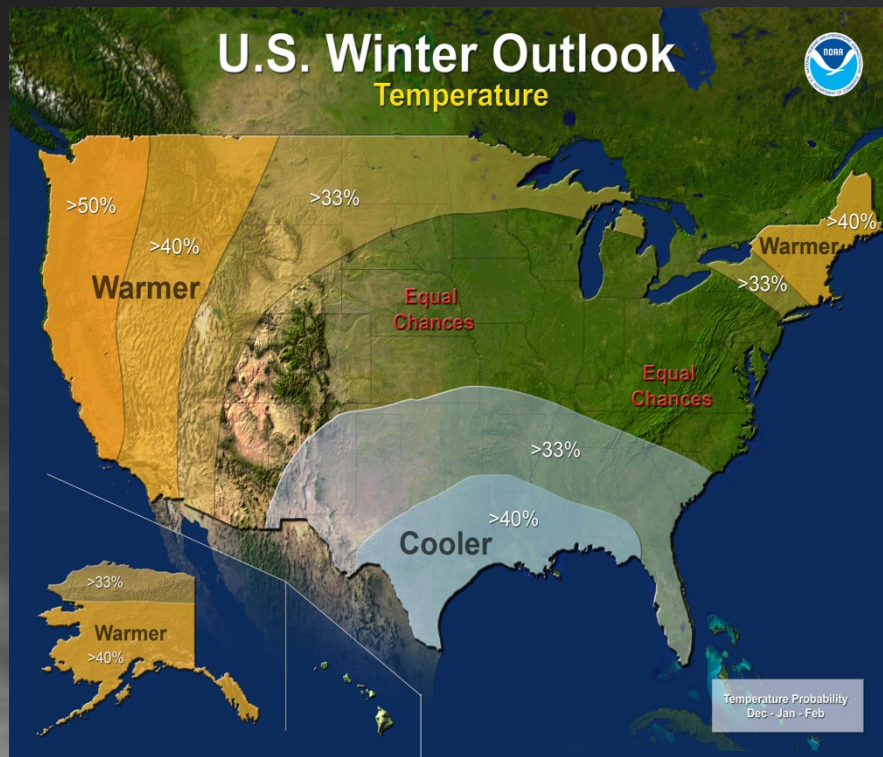 U.S. Winter Outlook
Temperature
NOAA
>50%
>40%
Warmer
>33%
Equal
Chances
Equal
Chances
>40%
Warmer
>33%
>33%
>40%
Cooler
>33%
Warmer
>40%
Temperature Probability
Dec - Jan - Feb